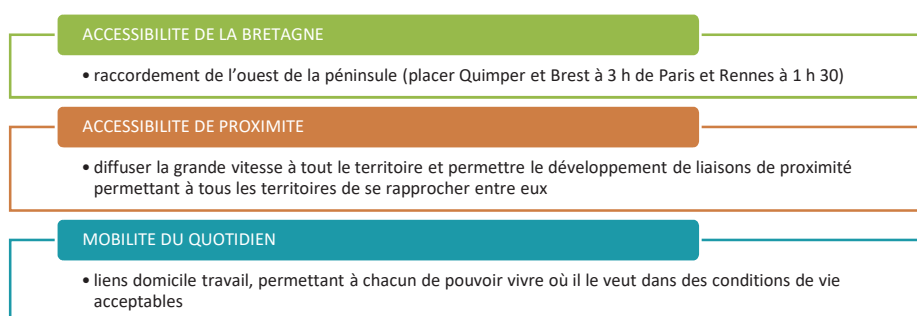 ACCESSIBILITE DE LA BRETAGNE
• raccordement de l’ouest de la péninsule (placer Quimper et Brest à 3 h de Paris et Rennes à 1 h 30)
ACCESSIBILITE DE PROXIMITE
• diffuser la grande vitesse à tout le territoire et permettre le développement de liaisons de proximité
permettant à tous les territoires de se rapprocher entre eux
MOBILITE DU QUOTIDIEN
• liens domicile travail, permettant à chacun de pouvoir vivre où il le veut dans des conditions de vie
acceptables